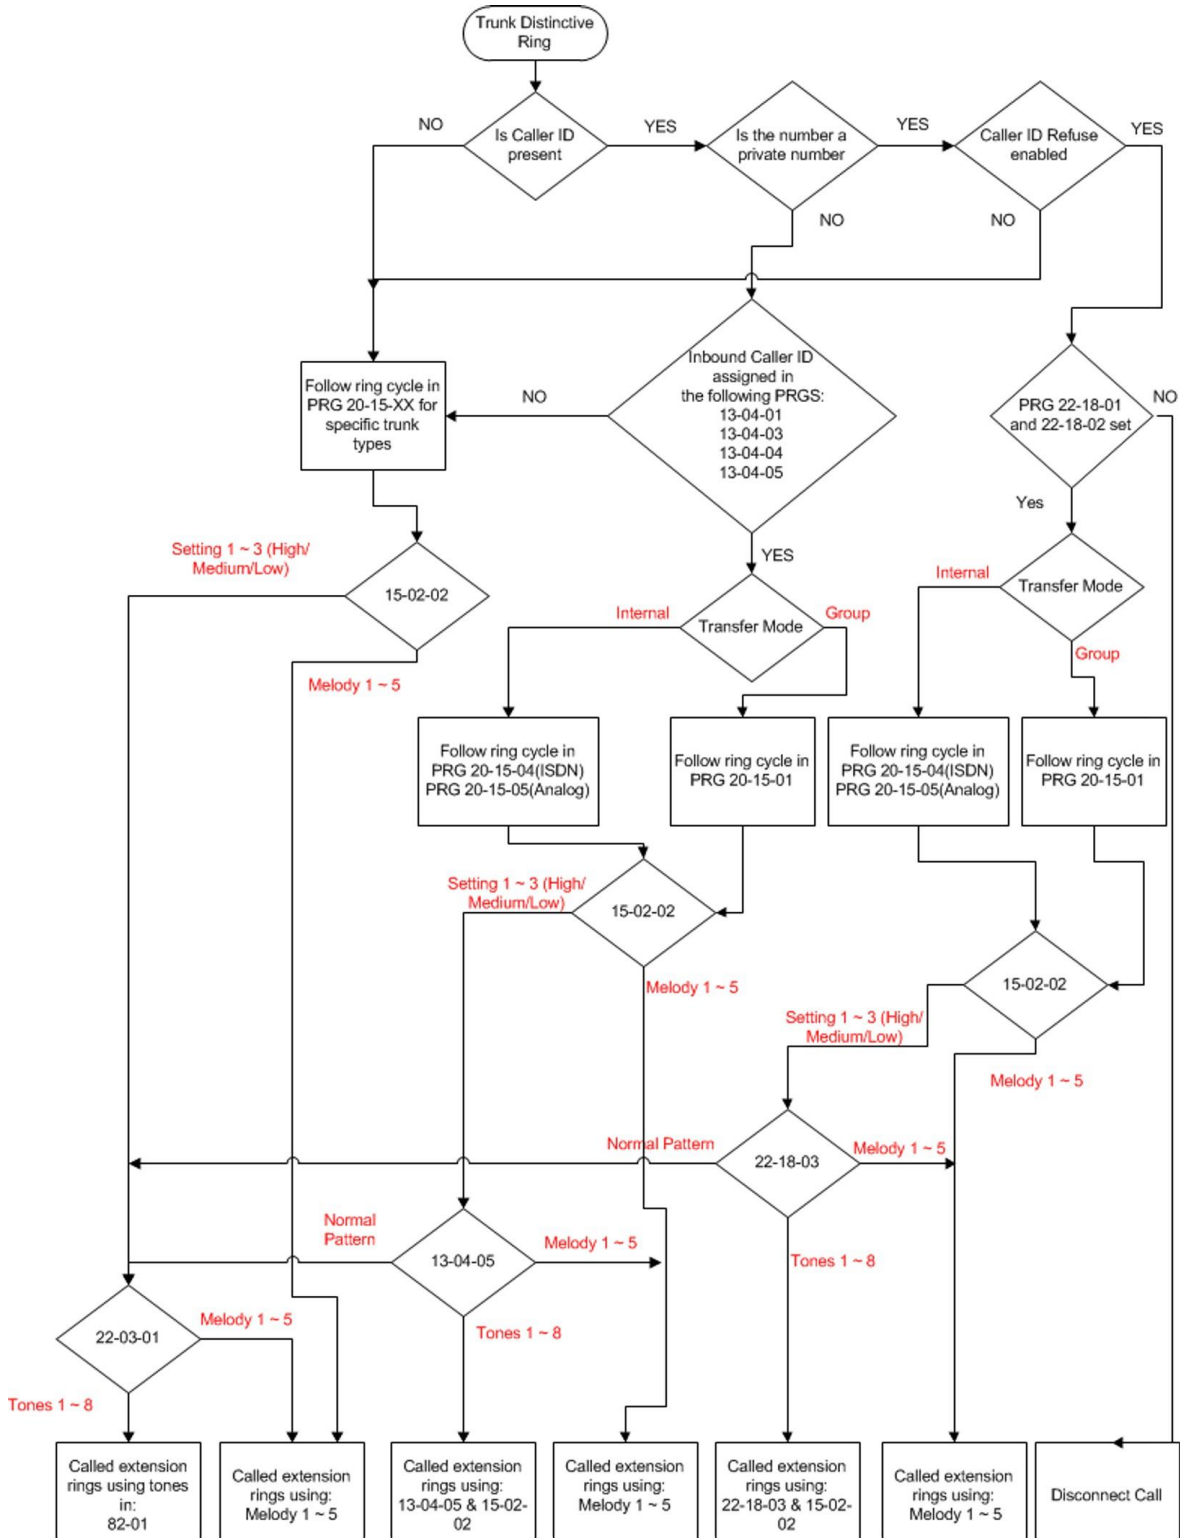 Trunk Distinctive
Ring
NO
Is Caller ID
present
YES
Is the number a
private number
YES
Caller ID Refuse
enabled
YES
NO
NO
Follow ring cycle in
PRG 20-15-XX for
specific trunk
types
NO
Inbound Caller ID
assigned in
the following PRGS:
13-04-01
13-04-03
13-04-04
13-04-05
PRG 22-18-01
and 22-18-02 set
NO
Yes
Setting 1 ~ 3 (High/
Medium/Low)
15-02-02
YES
Internal
Transfer Mode
Group
Internal
Transfer Mode
Group
Melody 1 ~ 5
Follow ring cycle in
PRG 20-15-04(ISDN)
PRG 20-15-05(Analog)
Follow ring cycle in
PRG 20-15-01
Follow ring cycle in
PRG 20-15-04(ISDN)
PRG 20-15-05(Analog)
Follow ring cycle in
PRG 20-15-01
Setting 1 ~ 3 (High/
Medium/Low)
15-02-02
Melody 1 ~ 5
15-02-02
Setting 1 ~ 3 (High/
Medium/Low)
Melody 1 ~ 5
Normal Pattern
22-18-03
Melody 1 ~ 5
Normal
Pattern
13-04-05
Melody 1 ~ 5
Tones 1 ~ 8
22-03-01
Melody 1 ~ 5
Tones 1 ~ 8
Tones 1 ~ 8
Called extension
rings using tones
in:
82-01
Called extension
rings using:
Melody 1 ~ 5
Called extension
rings using:
13-04-05 & 15-02-
02
Called extension
rings using:
Melody 1 ~ 5
Called extension
rings using:
22-18-03 & 15-02-
02
Called extension
rings using:
Melody 1 ~ 5
Disconnect Call